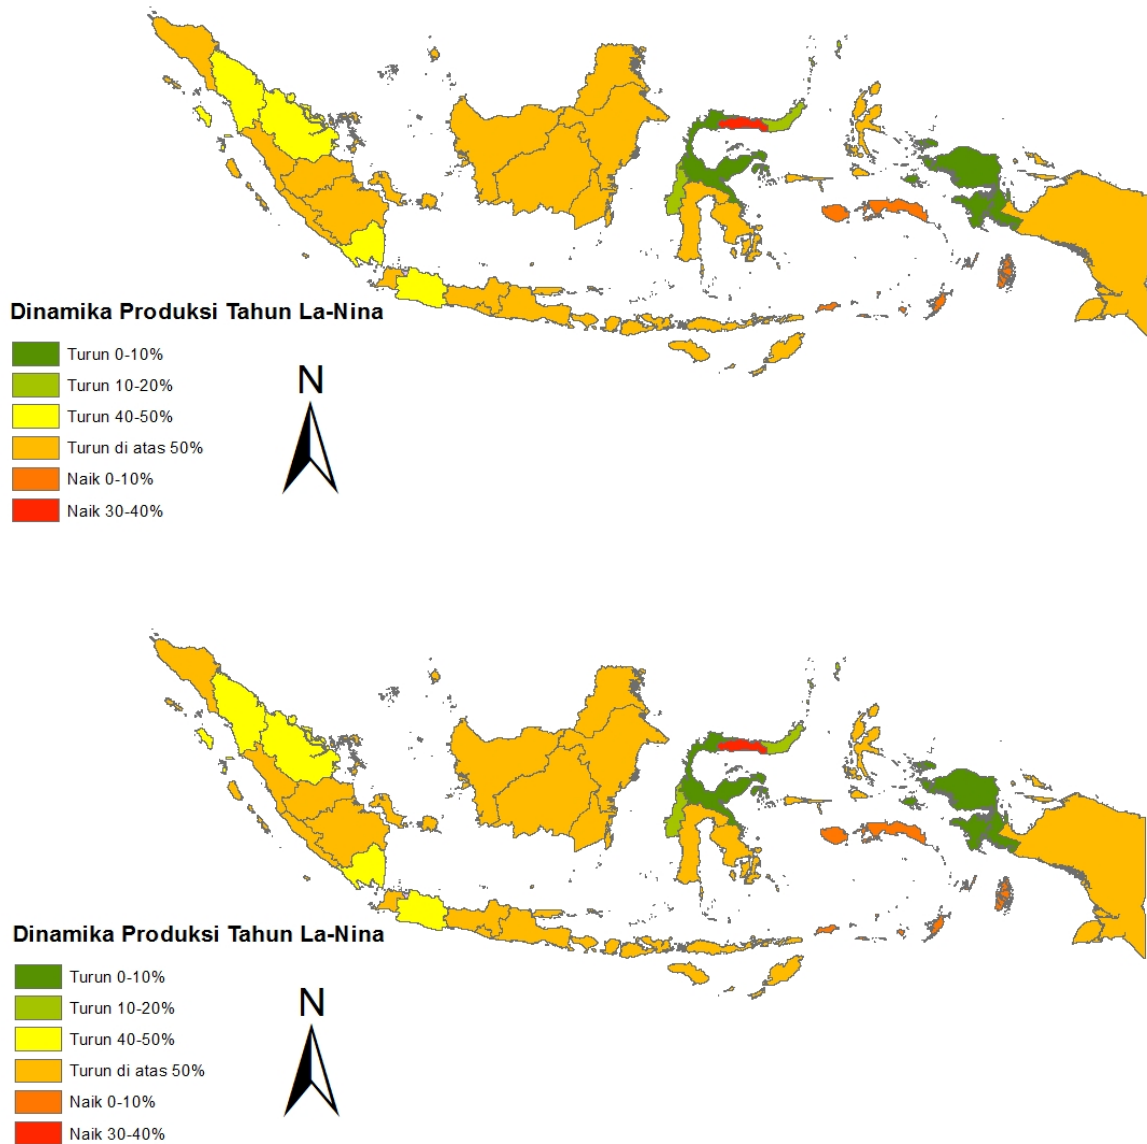 Dinamika Produksi Tahun La-Nina
Turun 0-10%
Turun 10-20%
Turun 40-50%
Turun di atas 50%
Naik 0-10%
Naik 30-40%
N
Dinamika Produksi Tahun La-Nina
Turun 0-10%
Turun 10-20%
Turun 40-50%
Turun di atas 50%
Naik 0-10%
Naik 30-40%
N